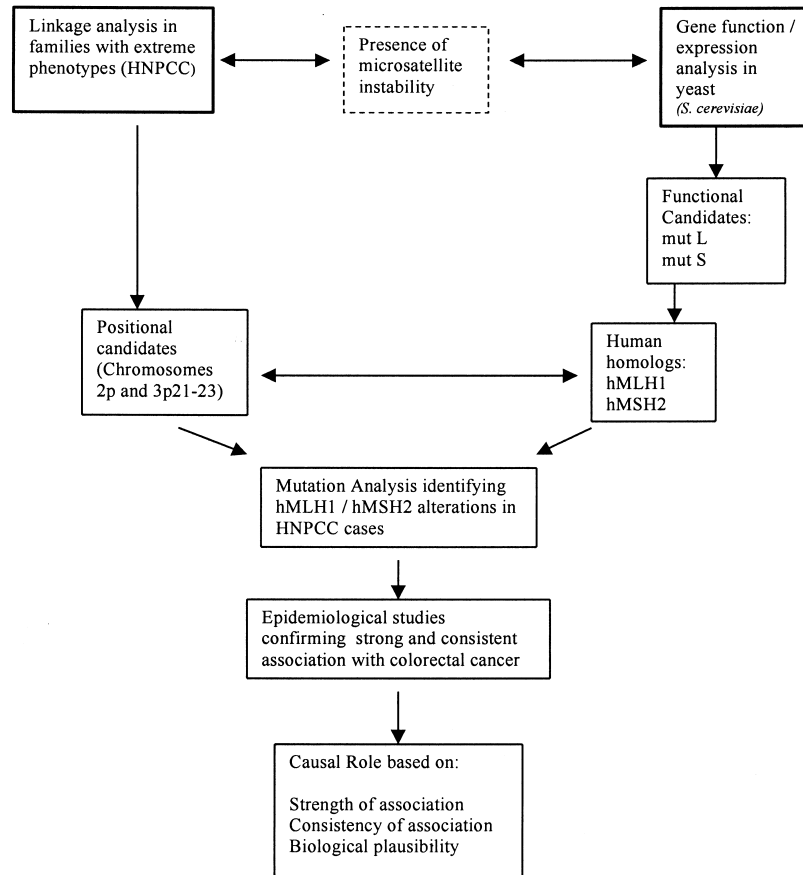 Linkage analysis in
families with extreme
phenotypes (HNPCC)
Presence of
microsatellite
instability
Gene function /
expression
analysis in
yeast
(S. cerevisiae)
Functional
Candidates:
mut L
mut S
Positional
candidates
(Chromosomes
2p and 3p21-23)
Human
homologs:
hMLH1
hMSH2
Mutation Analysis identifying
hMLH1 / hMSH2 alterations in
HNPCC cases
Epidemiological studies
confirming strong and consistent
association with colorectal cancer
Causal Role based on:
Strength of association
Consistency of association
Biological plausibility